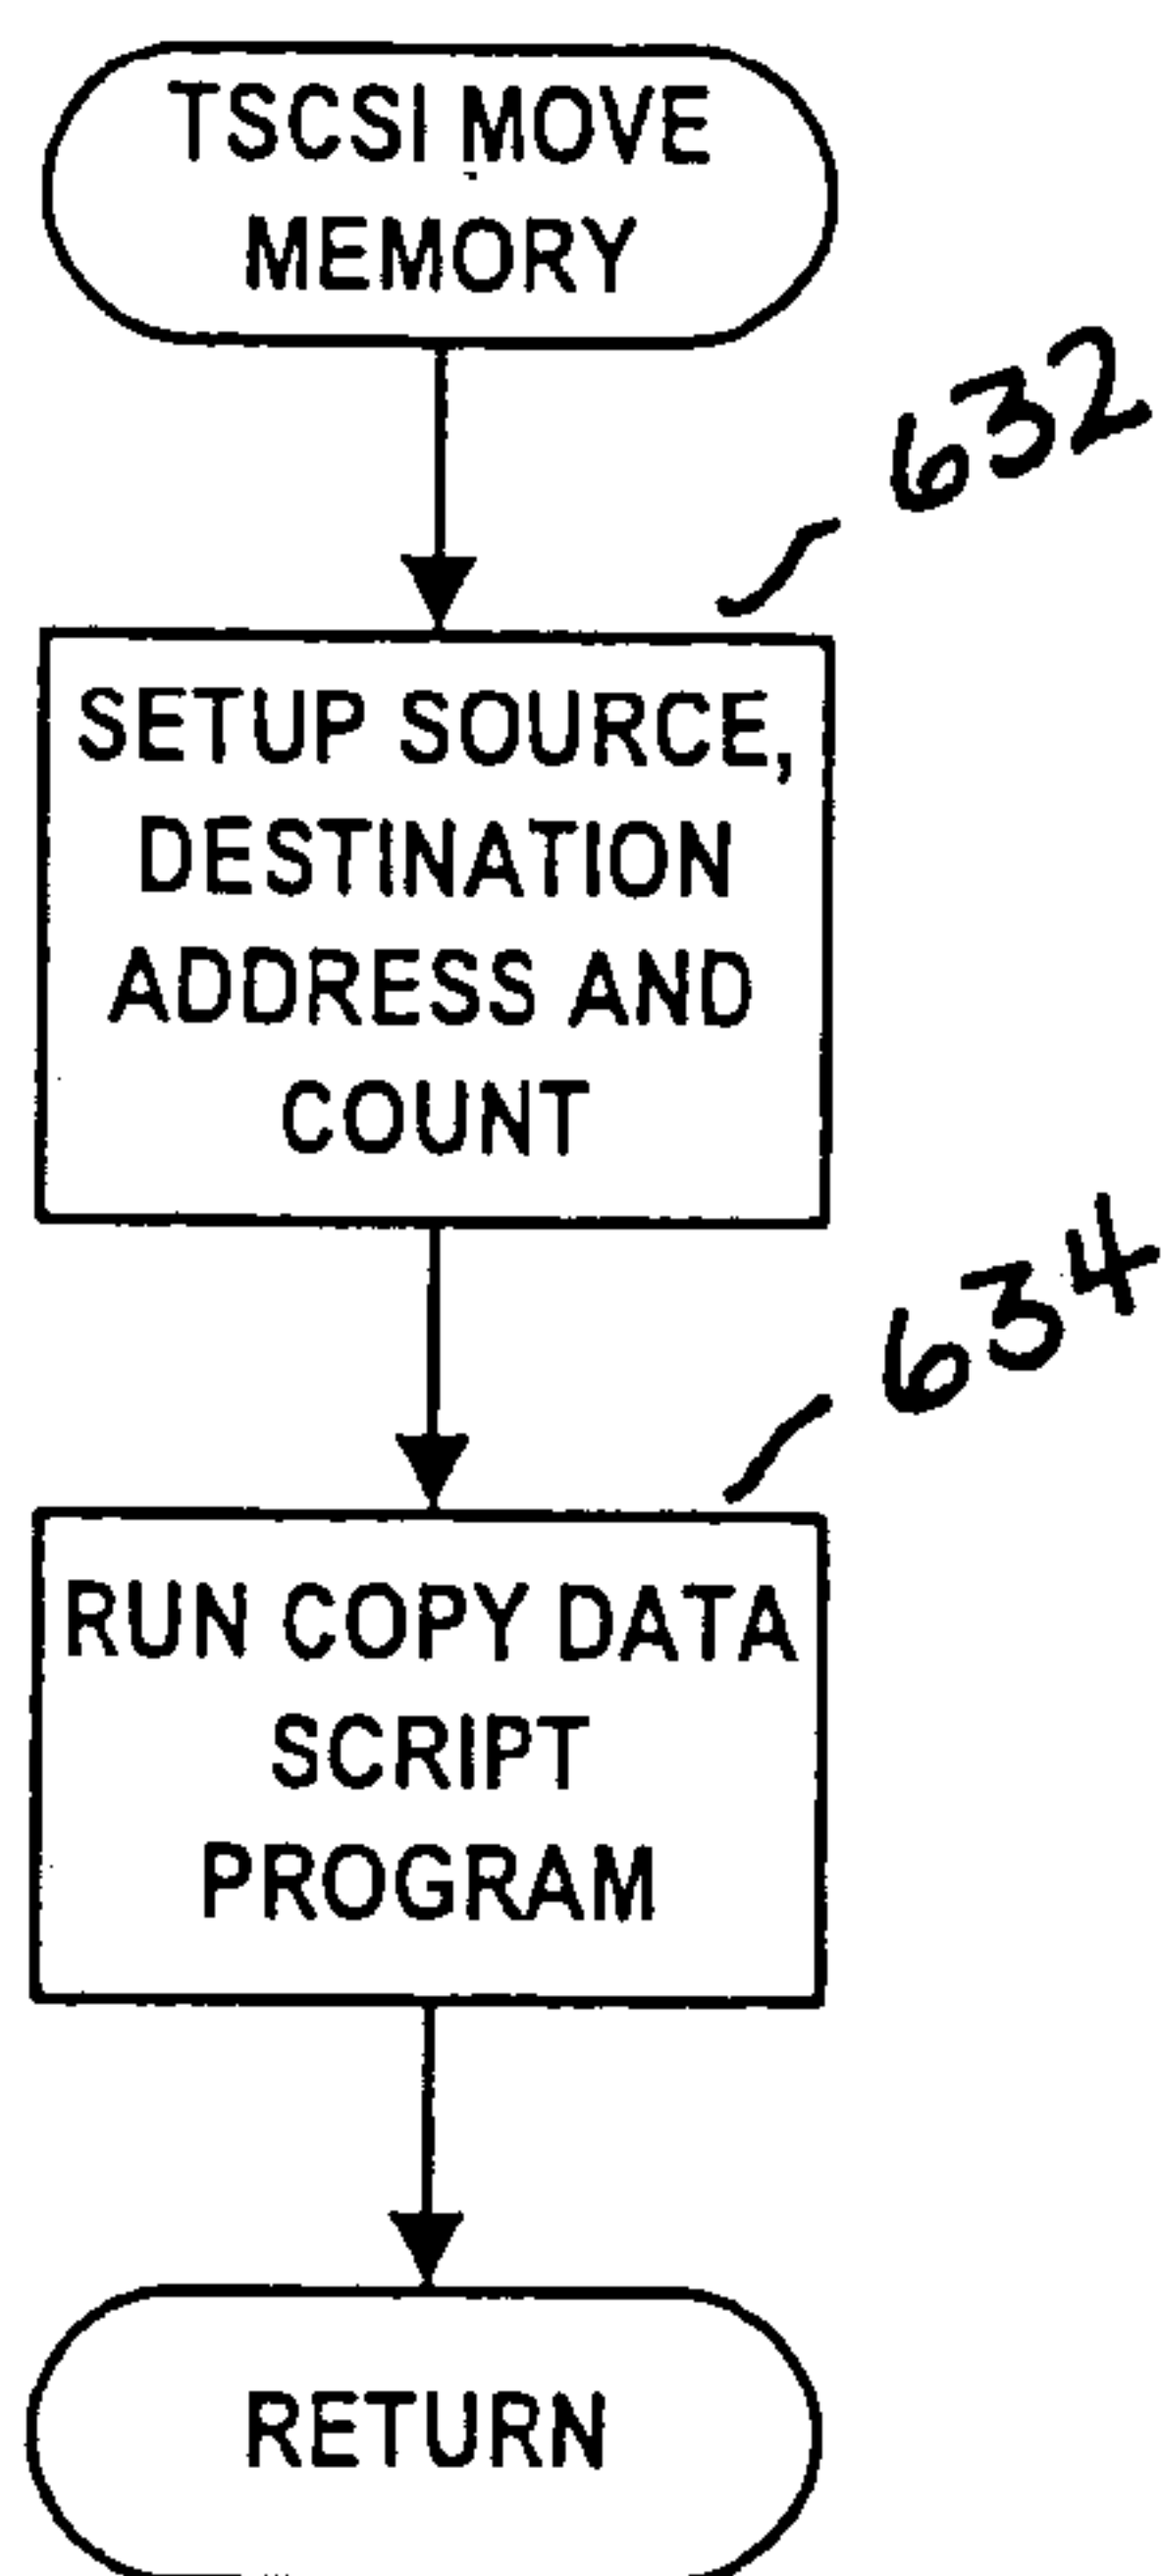 TSCSI MOVE
MEMORY
632
SETUP SOURCE,
DESTINATION
ADDRESS AND
COUNT
634
RUN COPY DATA
SCRIPT
PROGRAM
RETURN